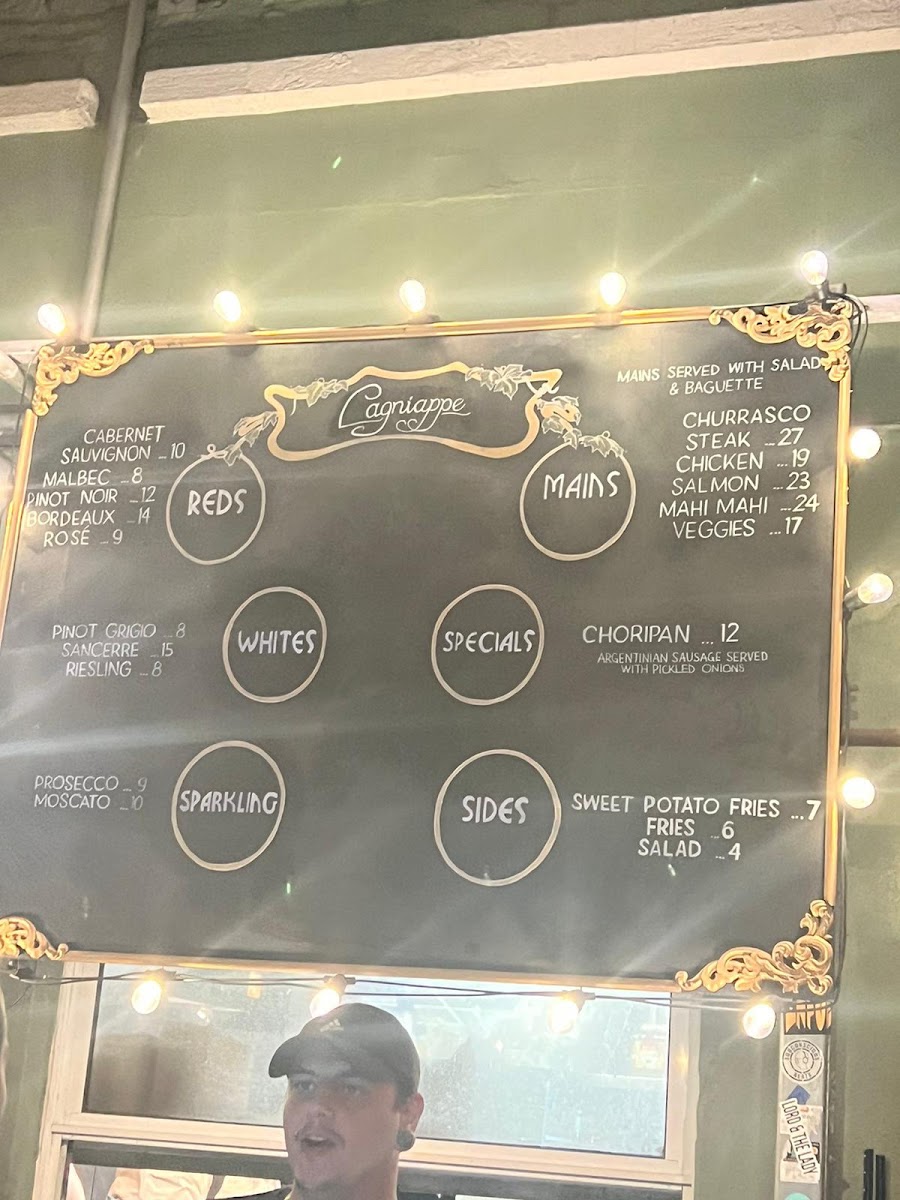 Lagniappe
REDS
CABERNET
SAUVIGNON ...10
MALBEC ...8
PINOT NOIR ...12
BORDEAUX ...14
ROSÉ ...9
WHITES
PINOT GRIGIO ...8
SANCERRE ...15
RIESLING ...8
SPARKLING
PROSECCO ...9
MOSCATO ...10
MAINS SERVED WITH SALAD
& BAGUETTE
MAINS
CHURRASCO
STEAK ...27
CHICKEN ...19
SALMON ...23
MAHI MAHI ...24
VEGGIES ...17
SPECIALS
CHORIPAN ...12
ARGENTINIAN SAUSAGE SERVED
WITH PICKLED ONIONS
SIDES
SWEET POTATO FRIES ...7
FRIES ...6
SALAD ...4
LORD & THE LADY